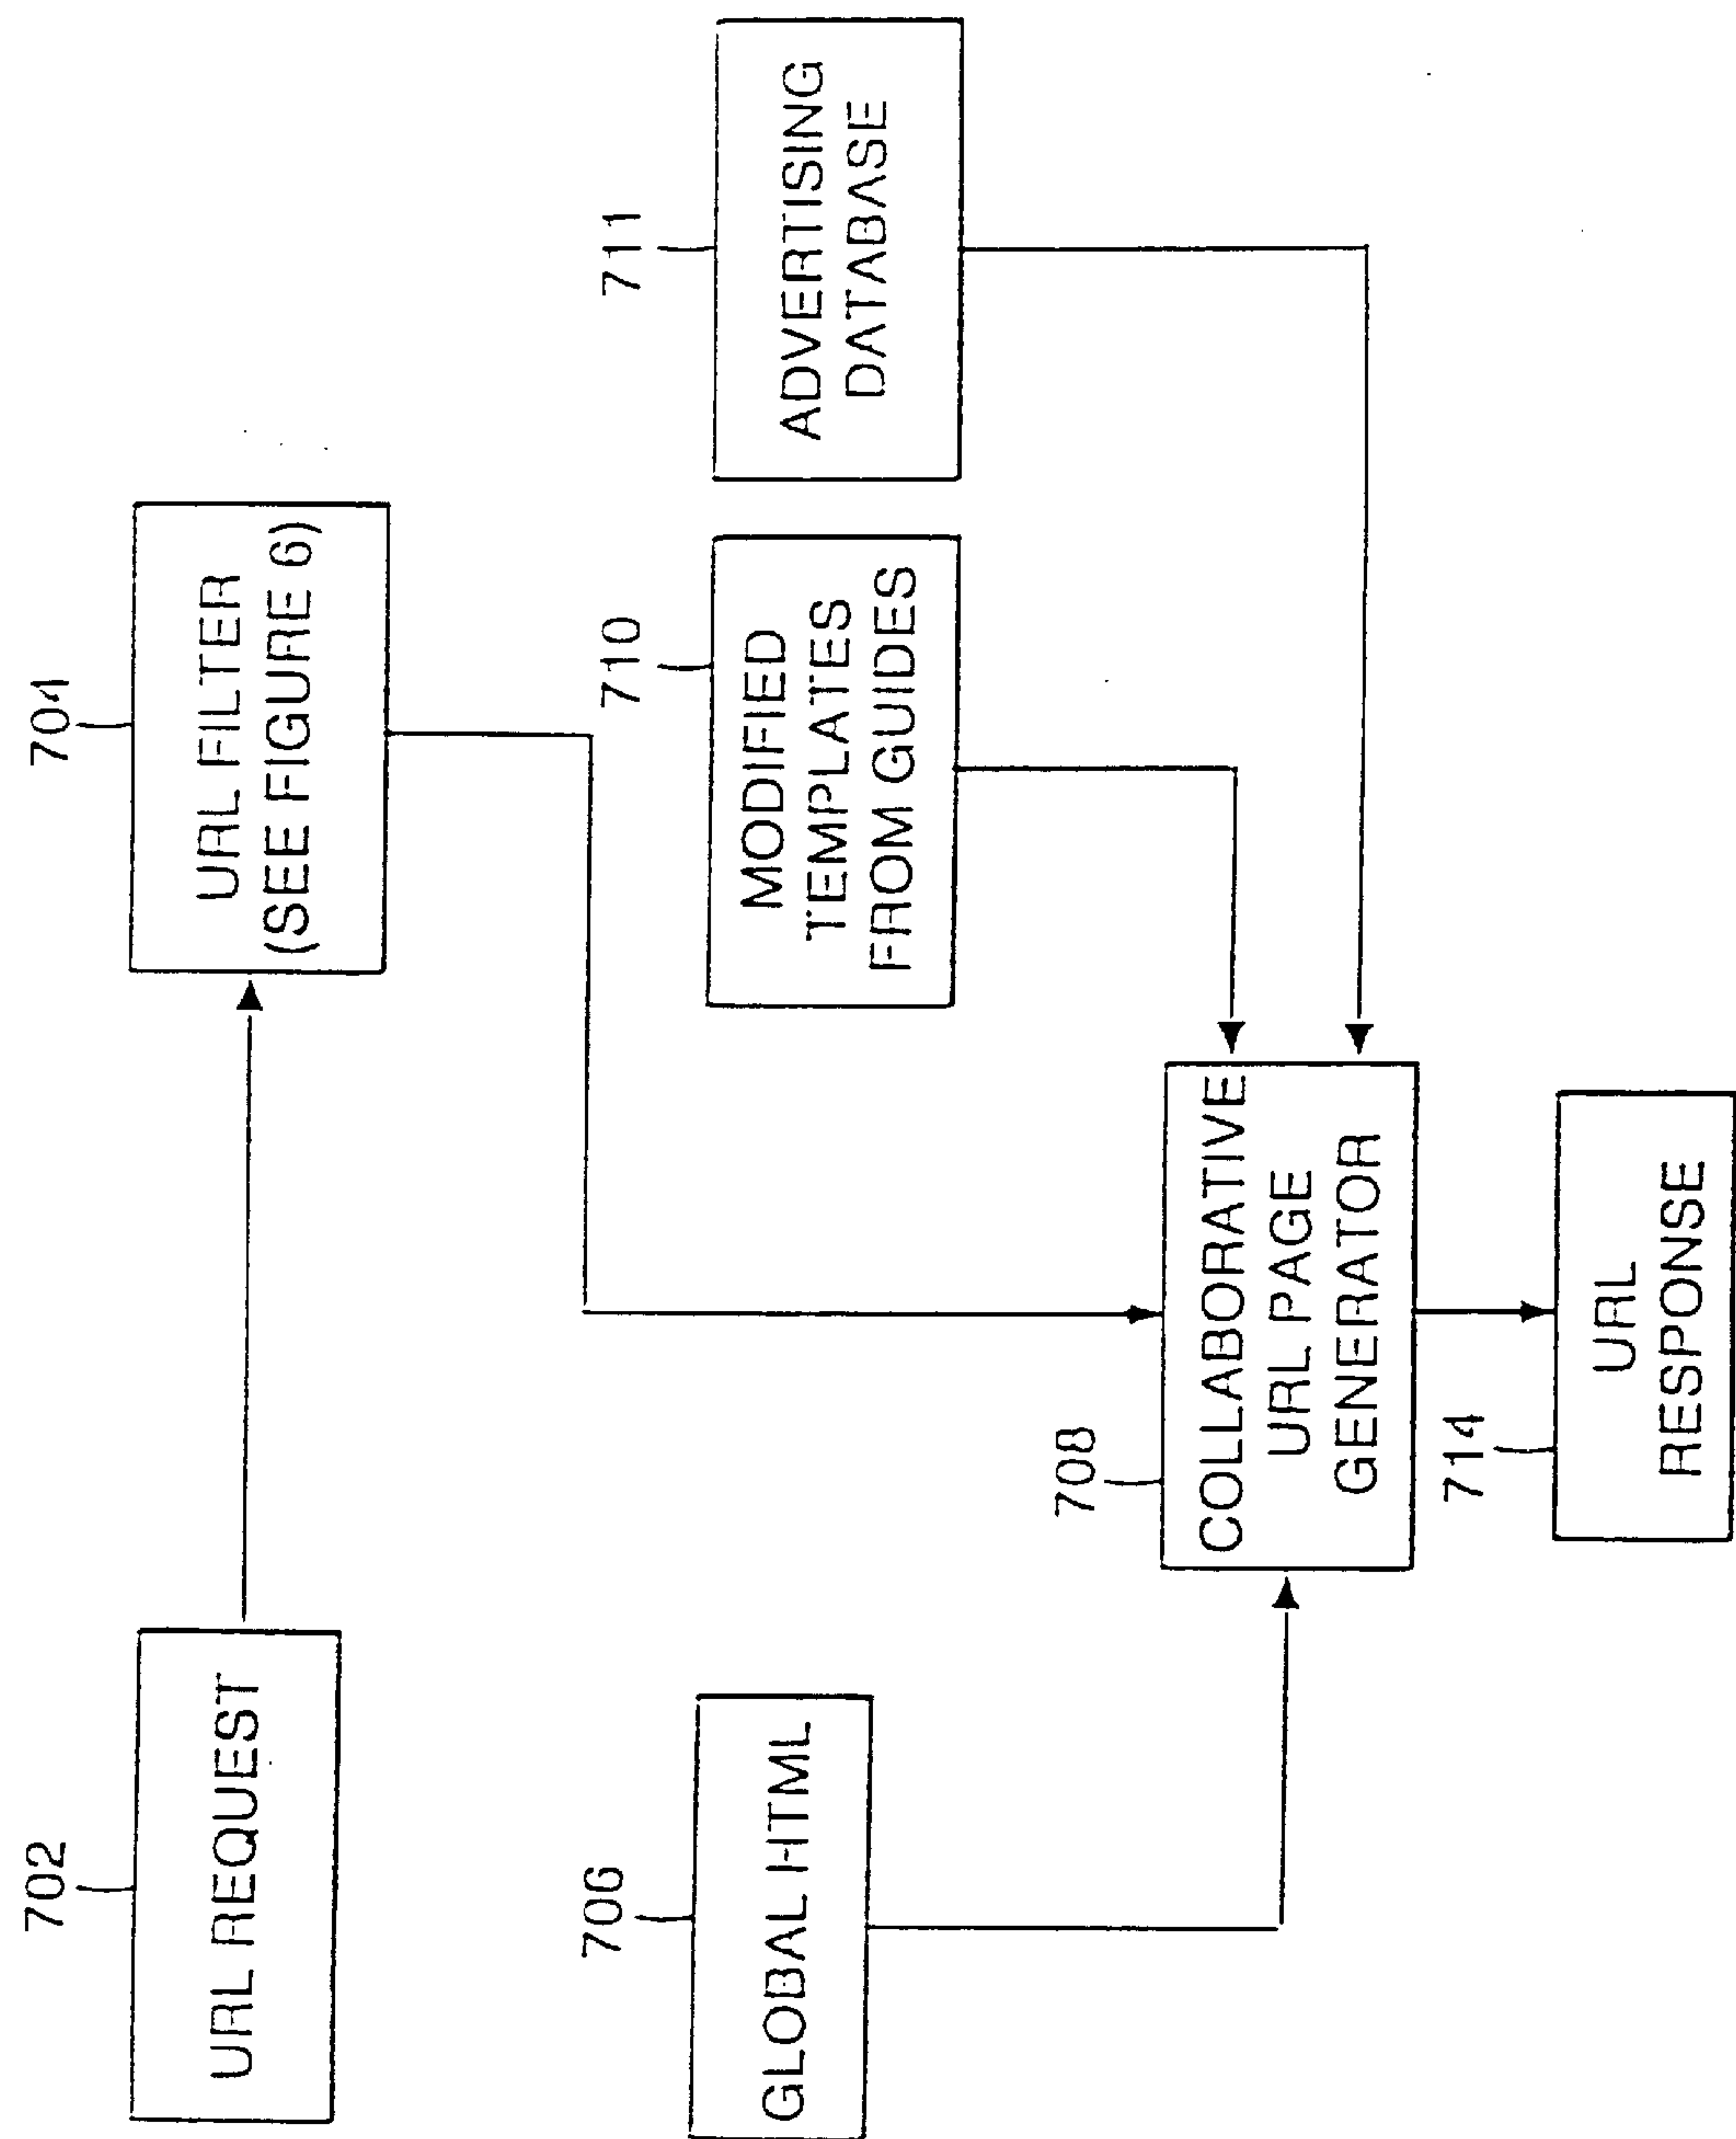 702
URL REQUEST
704
URL FILTER
(SEE FIGURE 6)
706
GLOBAL HTML
710
MODIFIED
TEMPLATES
FROM GUIDES
711
ADVERTISING
DATABASE
708
COLLABORATIVE
URL PAGE
GENERATOR
714
URL
RESPONSE